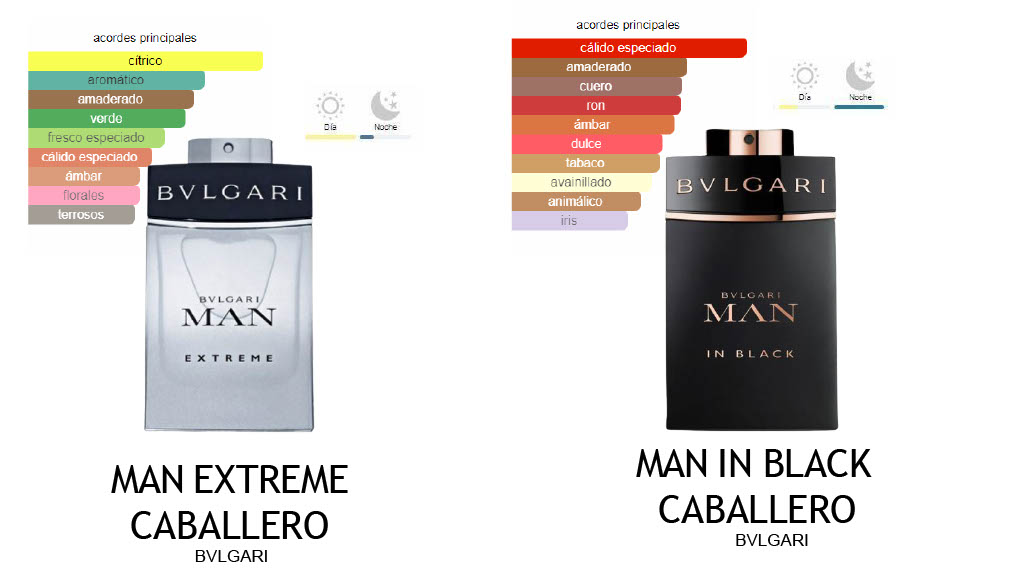 acordes principales
cítrico
aromático
amaderado
verde
fresco especiado
cálido especiado
ámbar
florales
terrosos
Día
Noche
BVLGARI
BVLGARI
MAN
EXTREME
MAN EXTREME
CABALLERO
BVLGARI
acordes principales
cálido especiado
amaderado
cuero
ron
ámbar
dulce
tabaco
avainillado
animálico
iris
Día
Noche
BVLGARI
BVLGARI
MAN
IN BLACK
MAN IN BLACK
CABALLERO
BVLGARI